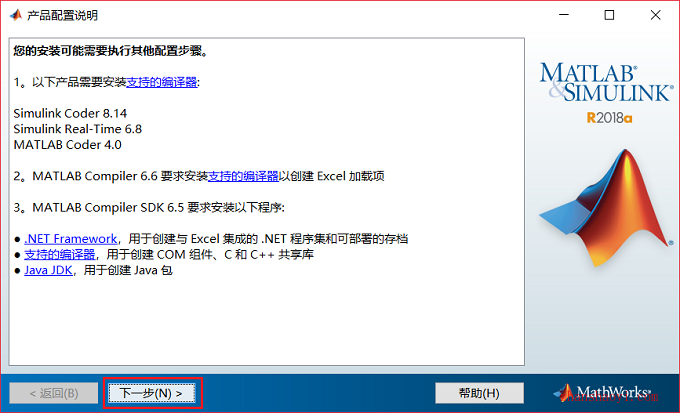 产品配置说明
您的安装可能需要执行其他配置步骤。
1。以下产品需要安装支持的编译器:
Simulink Coder 8.14
Simulink Real-Time 6.8
MATLAB Coder 4.0
2。MATLAB Compiler 6.6 要求安装支持的编译器以创建 Excel 加载项
3。MATLAB Compiler SDK 6.5 要求安装以下程序:
● .NET Framework，用于创建与 Excel 集成的 .NET 程序集和可部署的存档
● 支持的编译器，用于创建 COM 组件、C 和 C++ 共享库
● Java JDK，用于创建 Java 包
MATLAB®
&SIMULINK®
R2018a
®
< 返回(B)
下一步(N) >
帮助(H)
MathWorks®